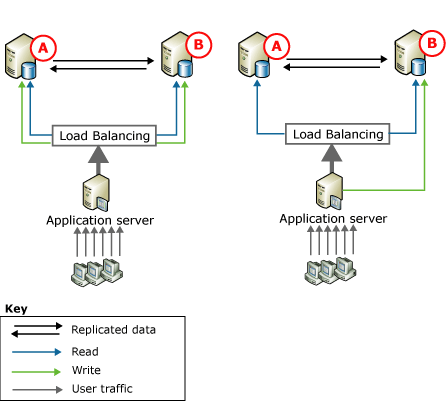 A
B
Load Balancing
Application server
A
B
Load Balancing
Application server
Key
Replicated data
Read
Write
User traffic